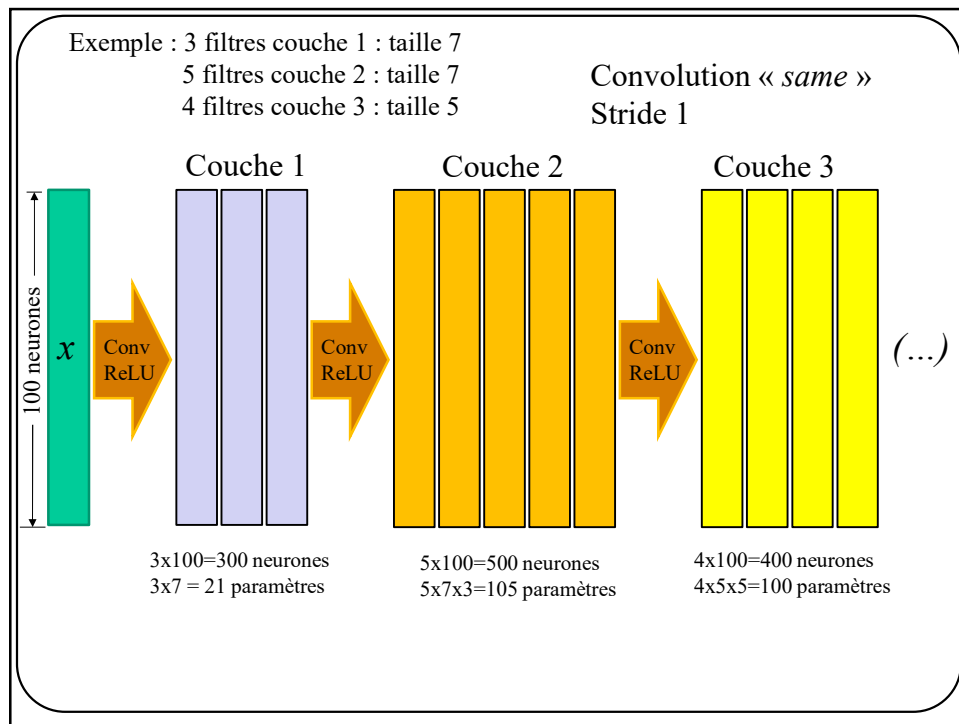 Exemple : 3 filtres couche 1 : taille 7
5 filtres couche 2 : taille 7
4 filtres couche 3 : taille 5
Convolution « same »
Stride 1
Couche 1
Couche 2
Couche 3
100 neurones
x
Conv
ReLU
Conv
ReLU
Conv
ReLU
(...)
3x100=300 neurones
3x7 = 21 paramètres
5x100=500 neurones
5x7x3=105 paramètres
4x100=400 neurones
4x5x5=100 paramètres